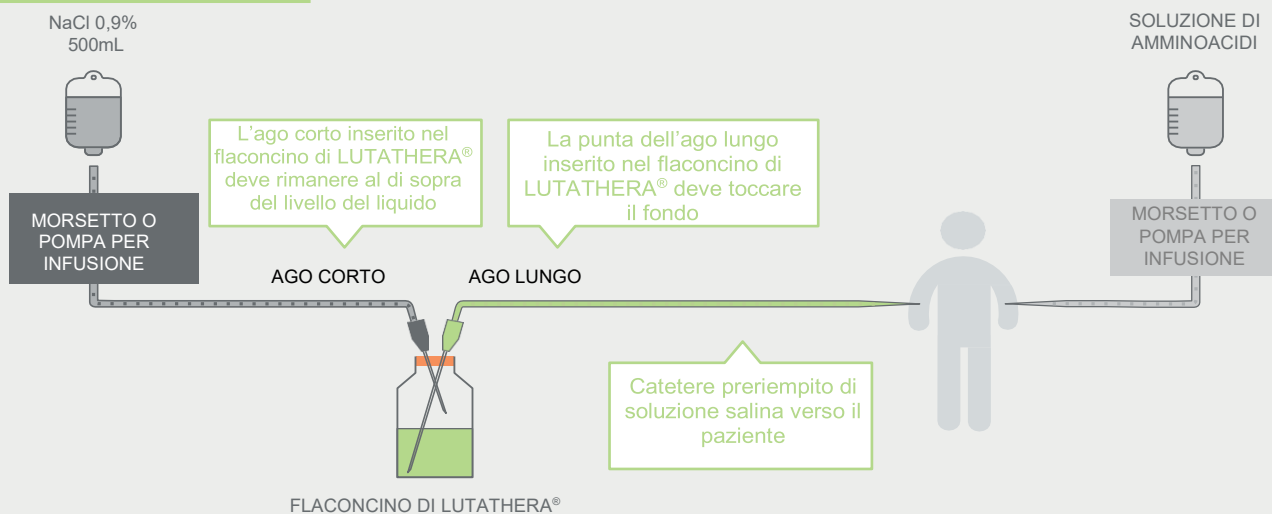 NaCl 0,9%
500mL
SOLUZIONE DI
AMMINOACIDI
L'ago corto inserito nel
flaconcino di LUTATHERA®
deve rimanere al di sopra
del livello del liquido
La punta dell'ago lungo
inserito nel flaconcino di
LUTATHERA® deve toccare
il fondo
MORSETTO O
POMPA PER
INFUSIONE
MORSETTO O
POMPA PER
INFUSIONE
AGO CORTO
AGO LUNGO
Catetere preriempito di
soluzione salina verso il
paziente
FLACONCINO DI LUTATHERA®